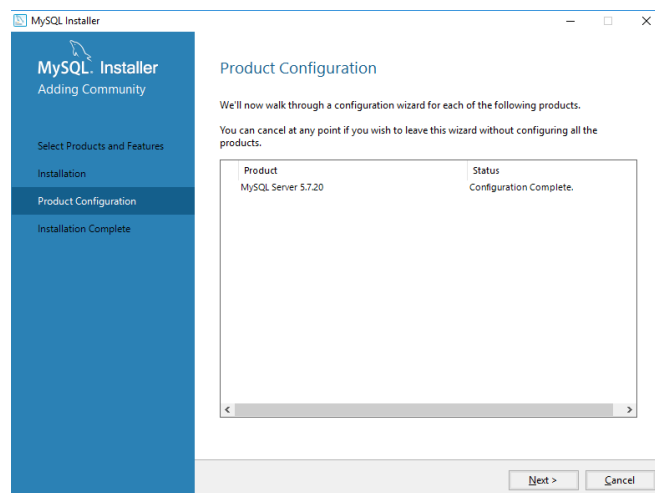 MySQL Installer
MySQL. Installer
Adding Community
Select Products and Features
Installation
Product Configuration
Installation Complete
Product Configuration
We'll now walk through a configuration wizard for each of the following products.
You can cancel at any point if you wish to leave this wizard without configuring all the
products.
Product Status
MySQL Server 5.7.20 Configuration Complete.
Next > Cancel